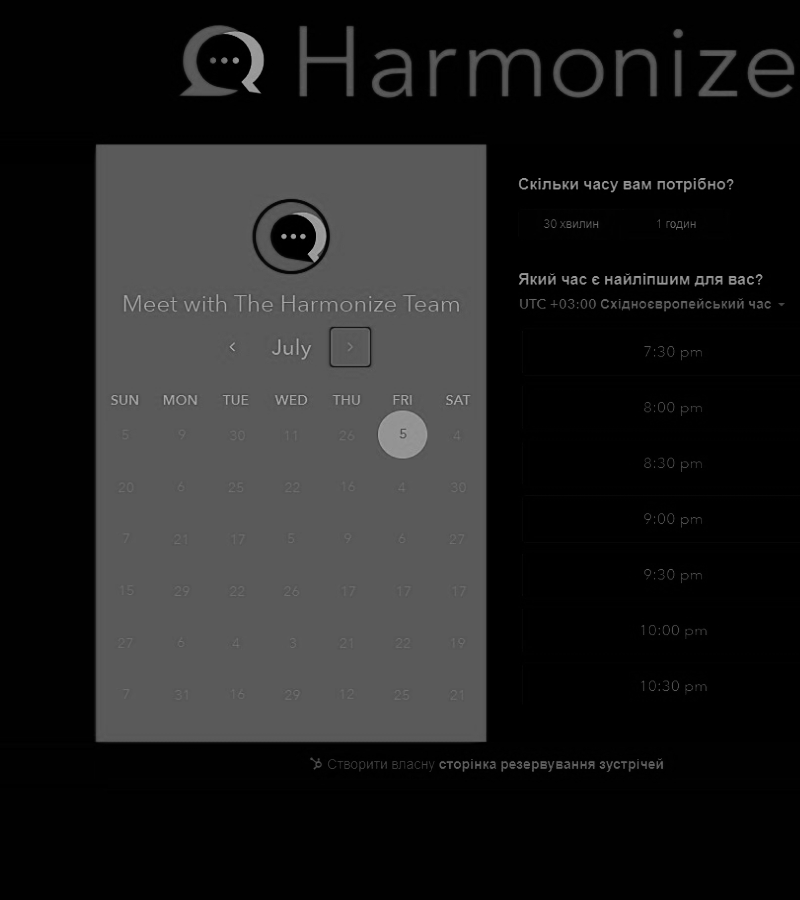 Harmonize
Meet with The Harmonize Team
July
SUN MON TUE WED THU FRI SAT
5 9 30 11 26 5 4
20 6 25 22 16 4 30
7 21 17 5 9 6 27
15 29 22 26 17 17 17
27 6 4 3 21 22 19
7 31 16 29 12 25 21
Скільки часу вам потрібно?
30 хвилин 1 годин
Який час є найліпшим для вас?
UTC +03:00 Східноєвропейський час
7:30 pm
8:00 pm
8:30 pm
9:00 pm
9:30 pm
10:00 pm
10:30 pm
Створити власну сторінка резервування зустрічей